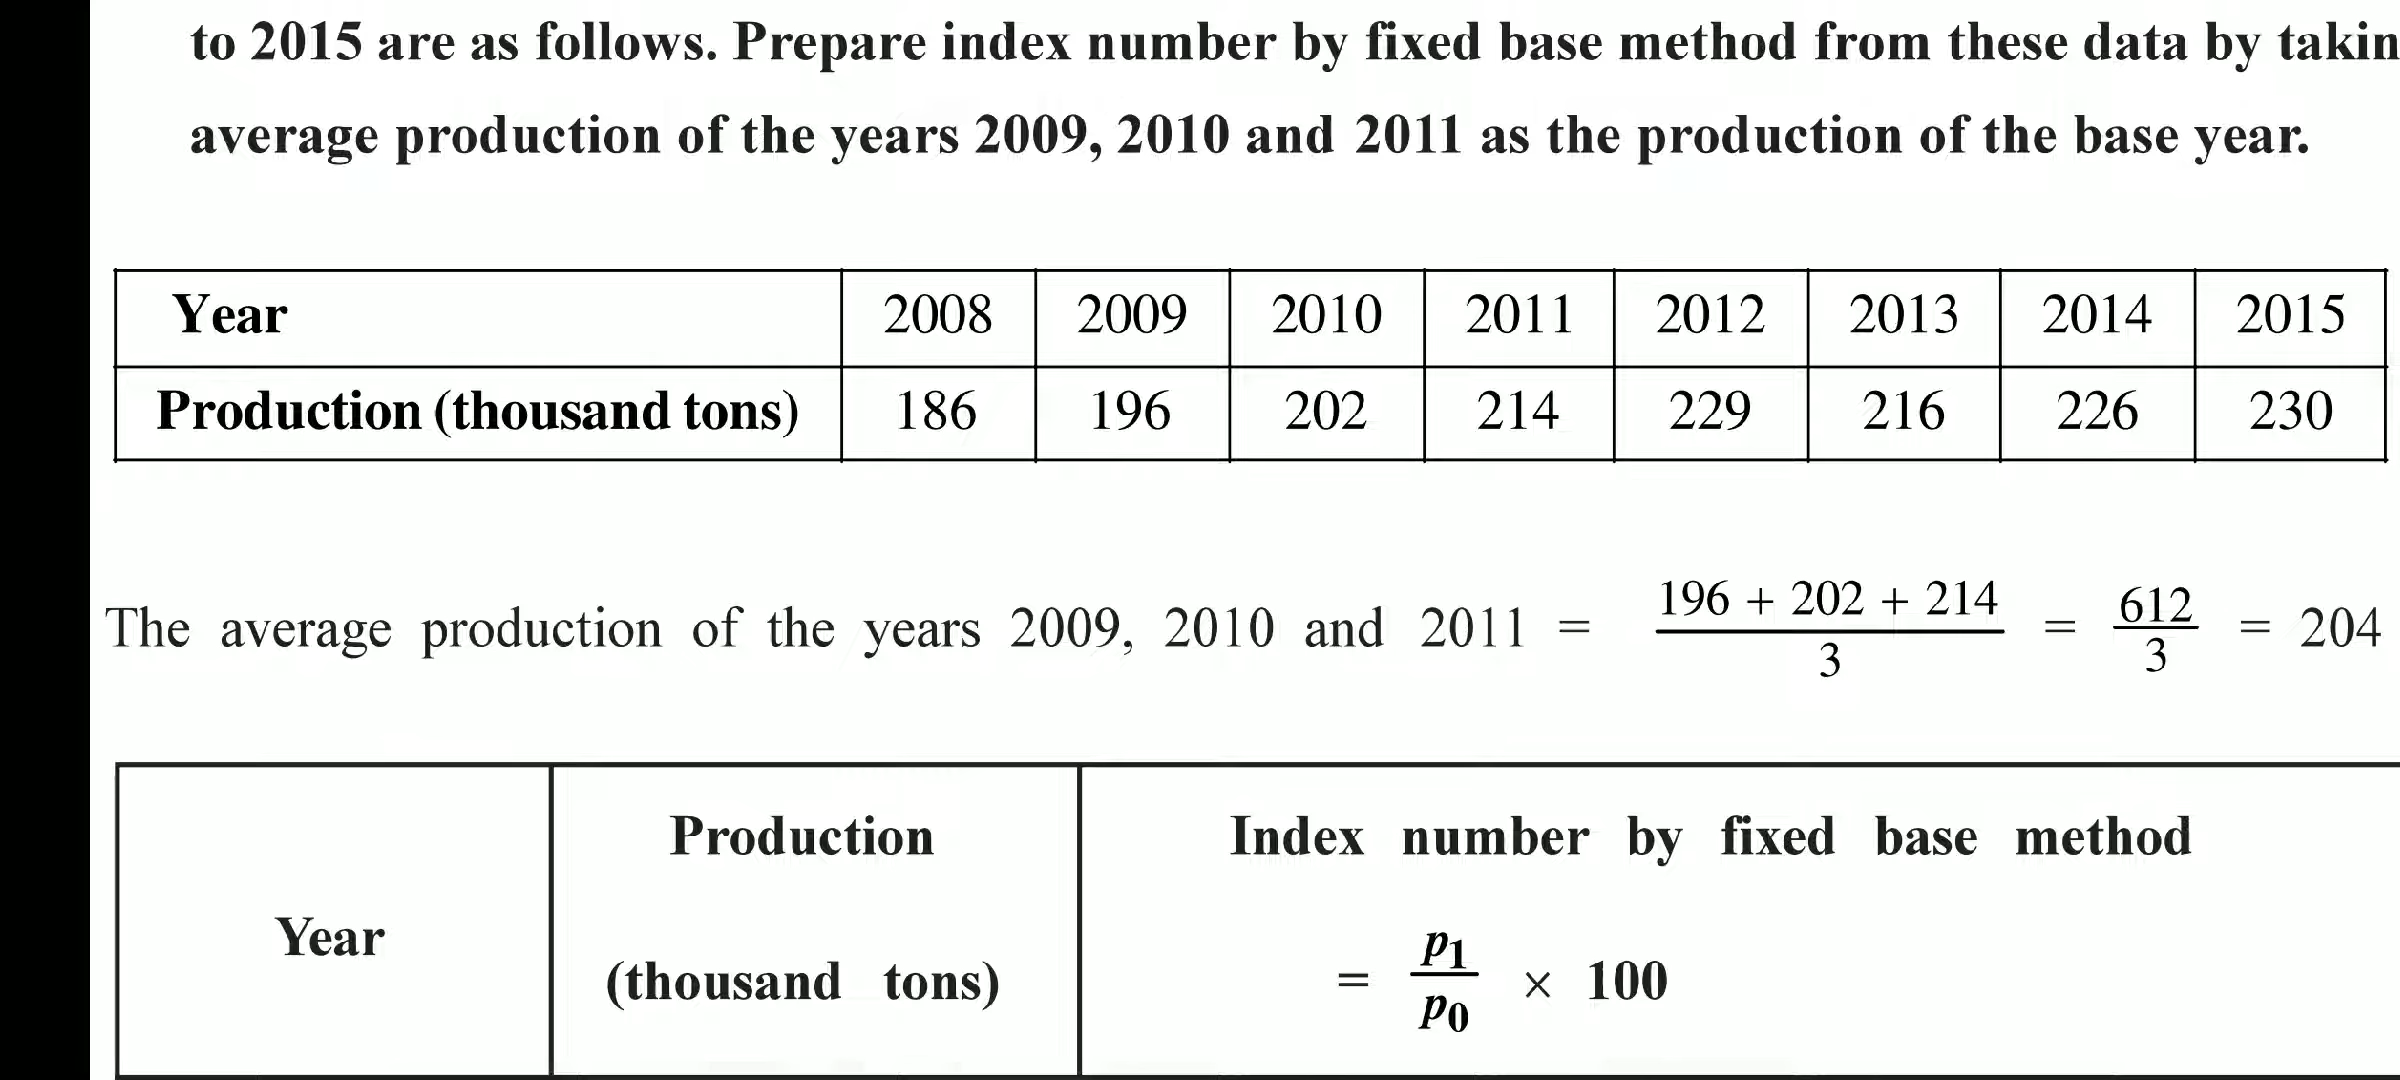 to 2015 are as follows. Prepare index number by fixed base method from these data by takin
average production of the years 2009, 2010 and 2011 as the production of the base year.
Year 2008 2009 2010 2011 2012 2013 2014 2015
Production (thousand tons) 186 196 202 214 229 216 226 230
The average production of the years 2009, 2010 and 2011 = (196 + 202 + 214)/3 = 612/3 = 204
Year
Production
(thousand tons)
Index number by fixed base method
= p₁/p₀ × 100